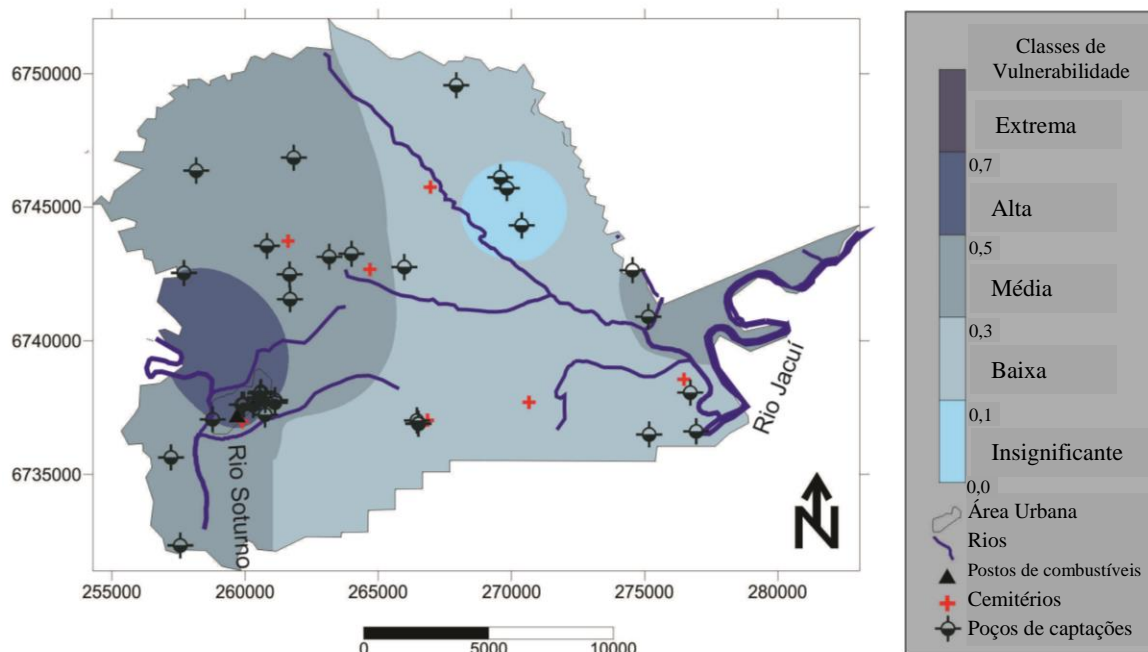 6750000
6745000
6740000
6735000
255000
260000
265000
270000
275000
280000
Rio Soturno
Rio Jacuí
N
0
5000
10000
Classes de
Vulnerabilidade
Extrema
0,7
Alta
0,5
Média
0,3
Baixa
0,1
Insignificante
0,0
Área Urbana
Rios
Postos de combustíveis
Cemitérios
Poços de captações